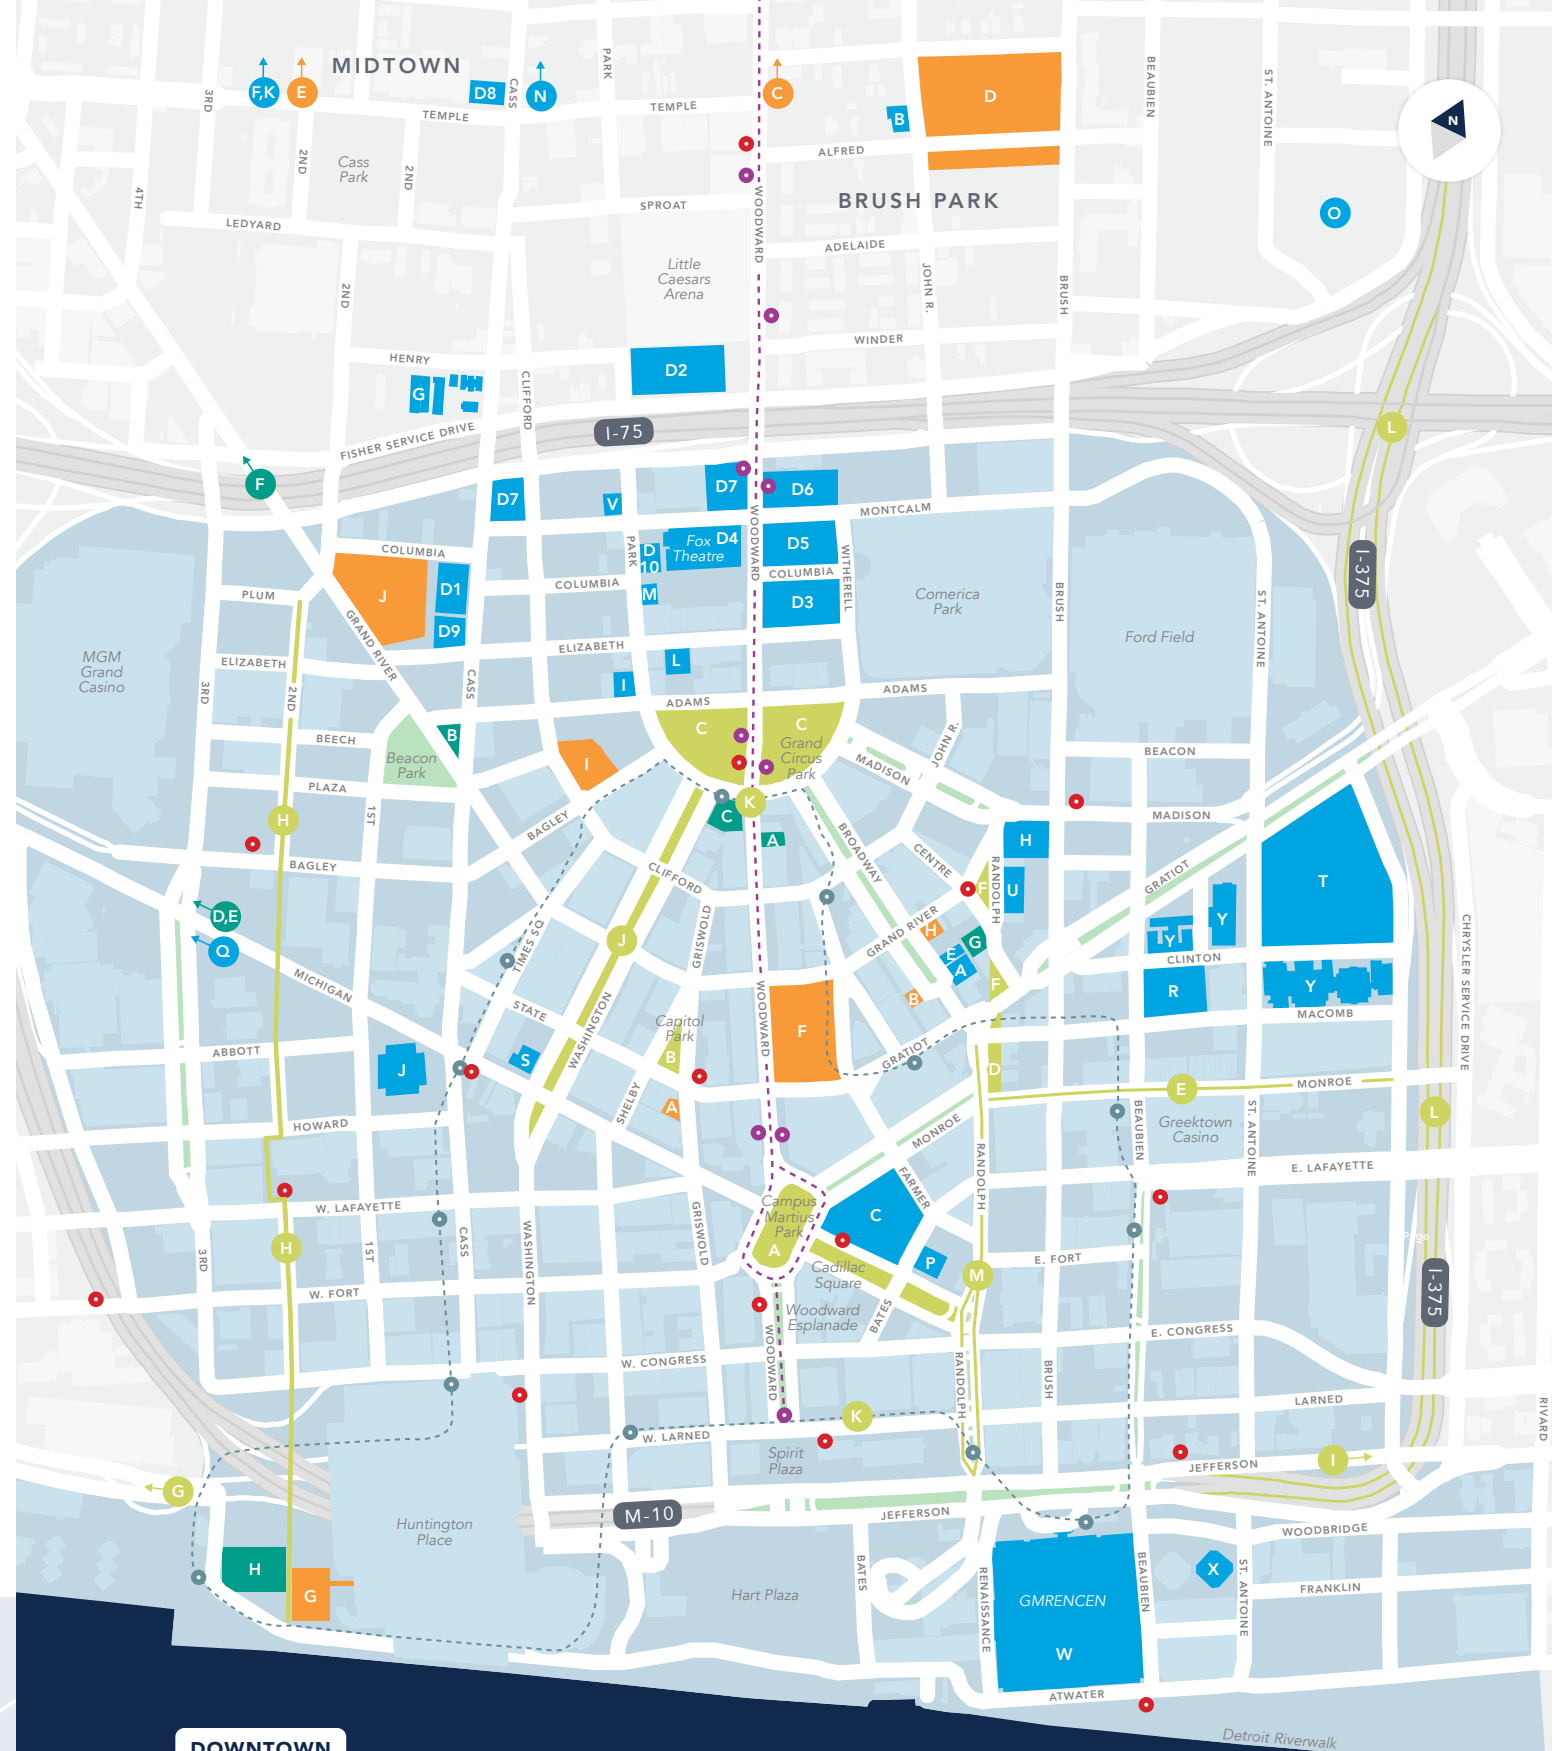 MIDTOWN
F,K
E
D8
N
C
D
B
3RD
CASS
PARK
BEAUBIEN
ST. ANTOINE
N
TEMPLE
TEMPLE
ALFRED
Cass
Park
2ND
2ND
4TH
BRUSH PARK
SPROAT
WOODWARD
O
LEDYARD
ADELAIDE
Little
Caesars
Arena
JOHN R.
BRUSH
2ND
WINDER
HENRY
D2
G
CLIFFORD
FISHER SERVICE DRIVE
I-75
L
F
D7
V
D7
D6
MONTCALM
WOODWARD
COLUMBIA
PARK
D
10
Fox
Theatre
D4
D5
WITHERELL
I-375
COLUMBIA
COLUMBIA
PLUM
J
D1
M
D3
Comerica
Park
BRUSH
ST. ANTOINE
D9
GRAND RIVER
Ford Field
MGM
Grand
Casino
ELIZABETH
ELIZABETH
L
3RD
2ND
CASS
I
ADAMS
ADAMS
C
C
BEECH
B
Beacon
Park
I
Grand
Circus
Park
JOHN R.
BEACON
MADISON
PLAZA
1ST
K
C
A
MADISON
H
BAGLEY
BROADWAY
H
BAGLEY
CLIFFORD
CENTRE
RANDOLPH
F
U
GRATIOT
T
D,E
Q
GRISWOLD
GRAND RIVER
H
G
E
A
Y
Y
J
TIMES SQ
CLINTON
CHRYSLER SERVICE DRIVE
MICHIGAN
STATE
WASHINGTON
WOODWARD
F
B
F
R
Y
MACOMB
Capitol
Park
B
ABBOTT
S
J
GRATIOT
D
E
MONROE
SHELBY
A
L
HOWARD
MONROE
BEAUBIEN
Greektown
Casino
ST. ANTOINE
RANDOLPH
FARMER
E. LAFAYETTE
W. LAFAYETTE
Campus
Martius
Park
A
C
H
3RD
1ST
CASS
WASHINGTON
GRISWOLD
P
E. FORT
Page
Cadillac
Square
M
I-375
W. FORT
Woodward
Esplanade
BATES
WOODWARD
E. CONGRESS
W. CONGRESS
RANDOLPH
BRUSH
LARNED
RIVARD
K
W. LARNED
Spirit
Plaza
JEFFERSON
I
G
M-10
JEFFERSON
Huntington
Place
WOODBRIDGE
H
G
BATES
RENAISSANCE
BEAUBIEN
X
ST. ANTOINE
FRANKLIN
Hart Plaza
GMRENCEN
W
ATWATER
Detroit Riverwalk
DOWNTOWN